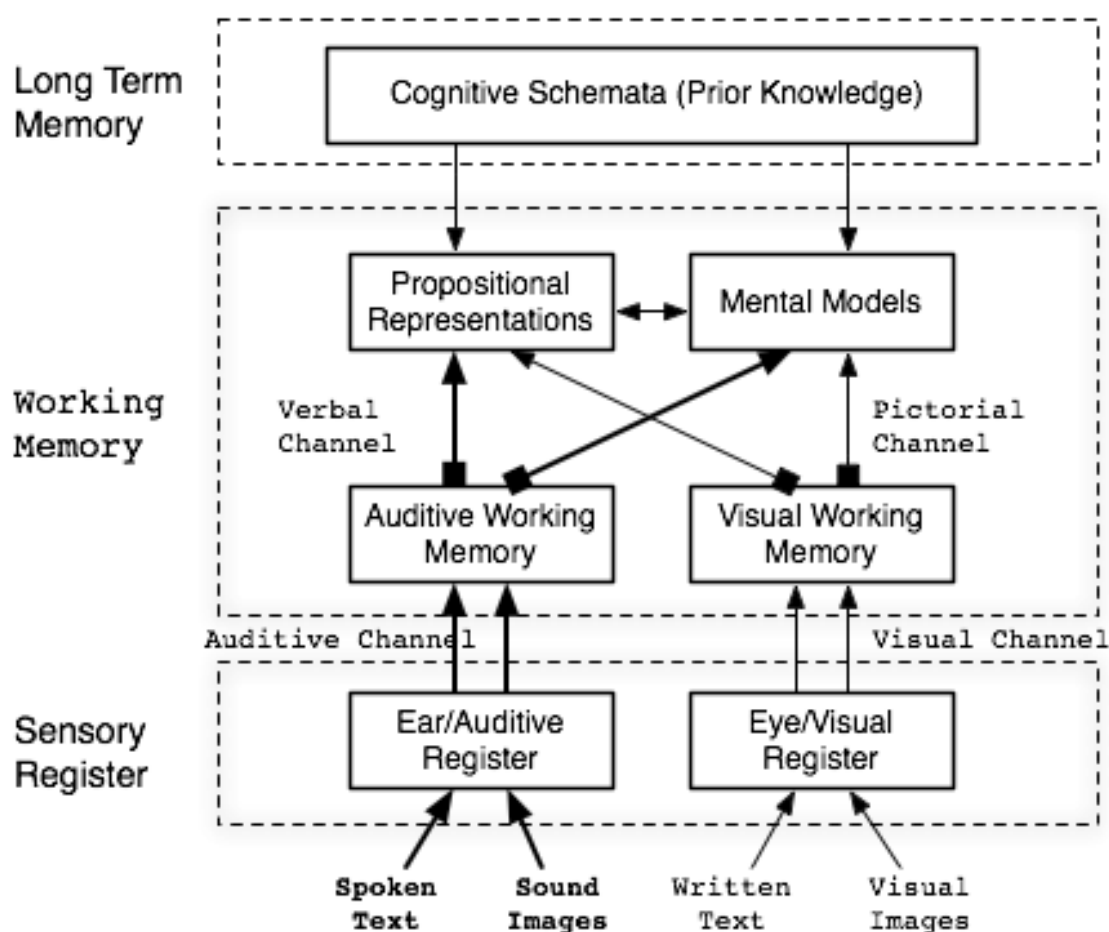 Long Term
Memory
Cognitive Schemata (Prior Knowledge)
Propositional
Representations
Mental Models
Working
Memory
Verbal
Channel
Pictorial
Channel
Auditive Working
Memory
Visual Working
Memory
Auditive Channel
Visual Channel
Sensory
Register
Ear/Auditive
Register
Eye/Visual
Register
Spoken
Text
Sound
Images
Written
Text
Visual
Images